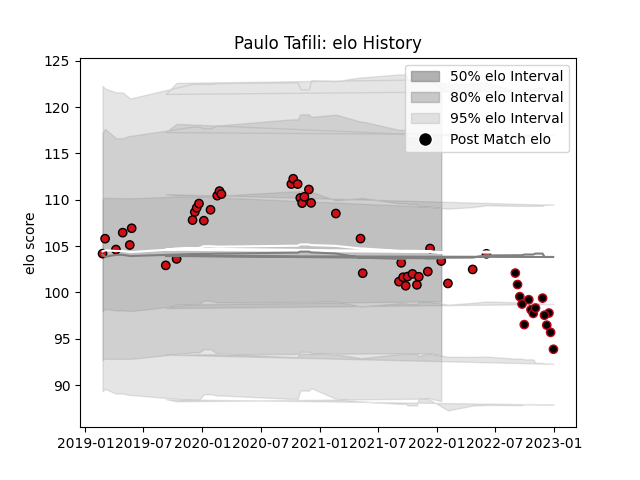 Paulo Tafili: elo History
125
120
115
110
105
100
95
90
elo score
50% elo Interval
80% elo Interval
95% elo Interval
Post Match elo
2019-01 2019-07 2020-01 2020-07 2021-01 2021-07 2022-01 2022-07 2023-01